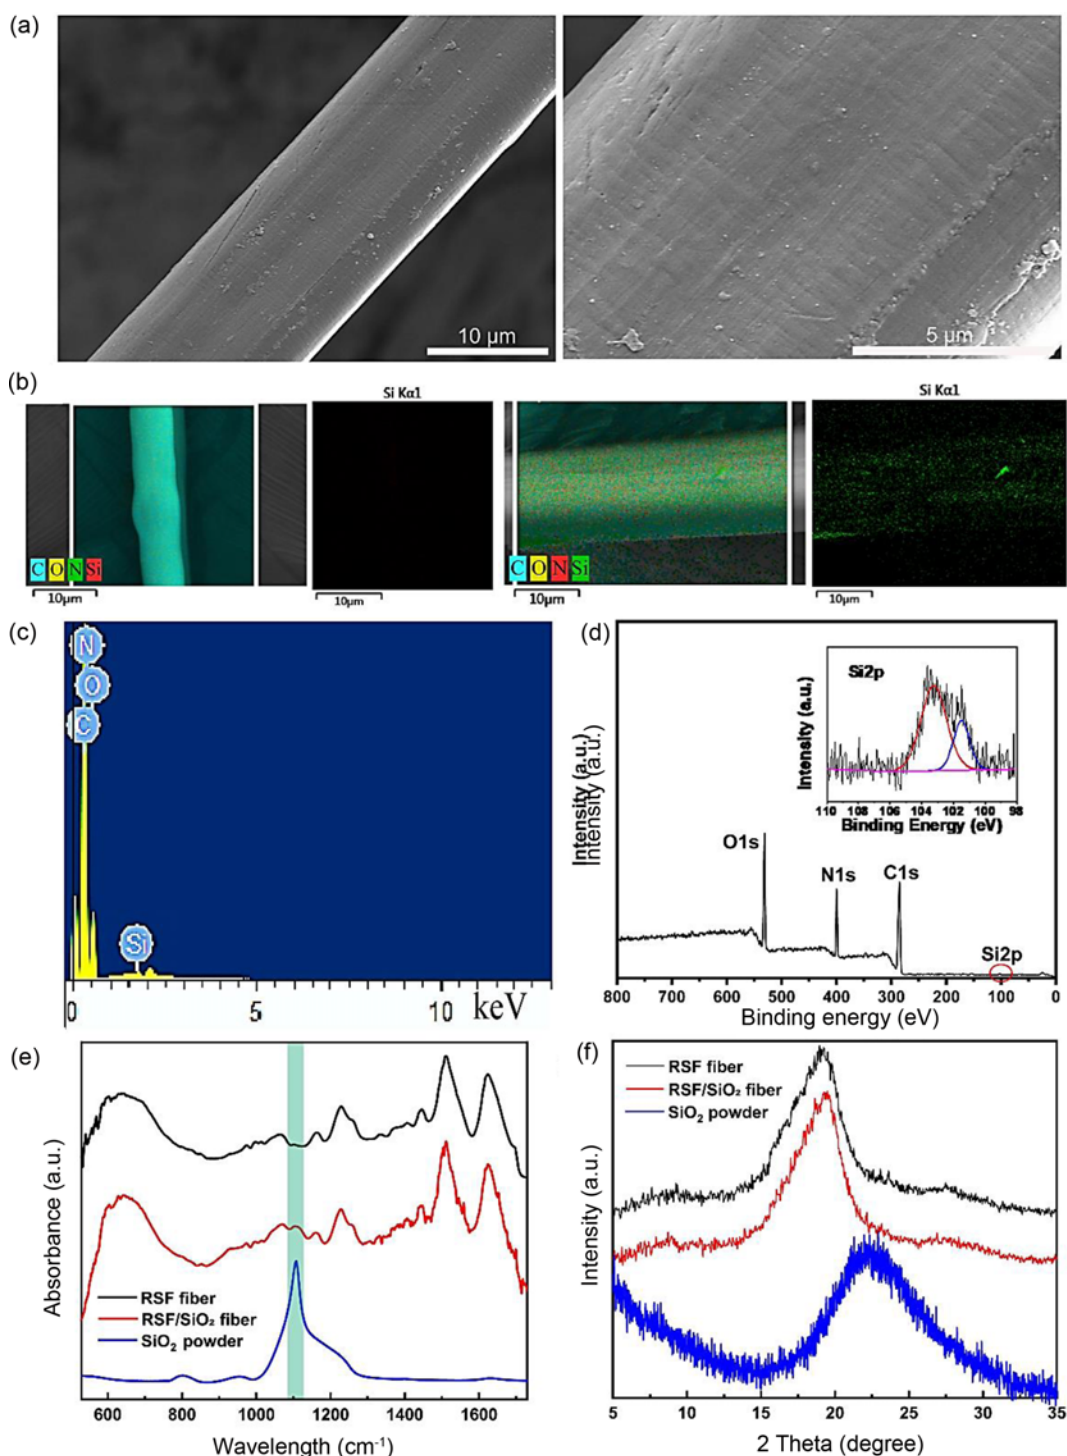 (a)
10 µm
5 µm
(b)
Si Kα1
Si Kα1
C O N Si
C O N Si
10µm
10µm
10µm
10µm
(c)
N
O
C
Si
0 5 10 keV
(d)
Si2p
Intensity (a.u.)
110 108 106 104 102 100 98
Binding Energy (eV)
Intensity (a.u.)
Intensity (a.u.)
O1s
N1s
C1s
Si2p
800 700 600 500 400 300 200 100 0
Binding energy (eV)
(e)
Absorbance (a.u.)
RSF fiber
RSF/SiO₂ fiber
SiO₂ powder
600 800 1000 1200 1400 1600
Wavelength (cm⁻¹)
(f)
RSF fiber
RSF/SiO₂ fiber
SiO₂ powder
Intensity (a.u.)
5 10 15 20 25 30 35
2 Theta (degree)